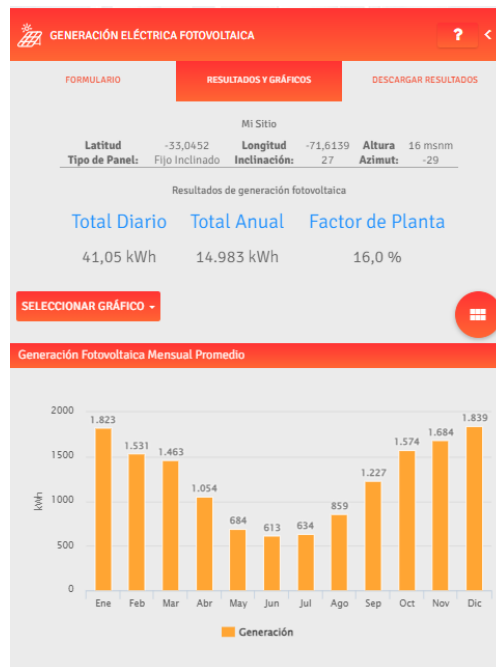 GENERACIÓN ELÉCTRICA FOTOVOLTAICA ? <
FORMULARIO RESULTADOS Y GRÁFICOS DESCARGAR RESULTADOS
Mi Sitio
Latitud -33,0452 Longitud -71,6139 Altura 16 msnm
Tipo de Panel: Fijo Inclinado Inclinación: 27 Azimut: -29
Resultados de generación fotovoltaica
Total Diario Total Anual Factor de Planta
41,05 kWh 14.983 kWh 16,0 %
SELECCIONAR GRÁFICO
Generación Fotovoltaica Mensual Promedio
kWh
2000
1500
1000
500
0
1.823 1.531 1.463 1.054 684 613 634 859 1.227 1.574 1.684 1.839
Ene Feb Mar Abr May Jun Jul Ago Sep Oct Nov Dic
Generación